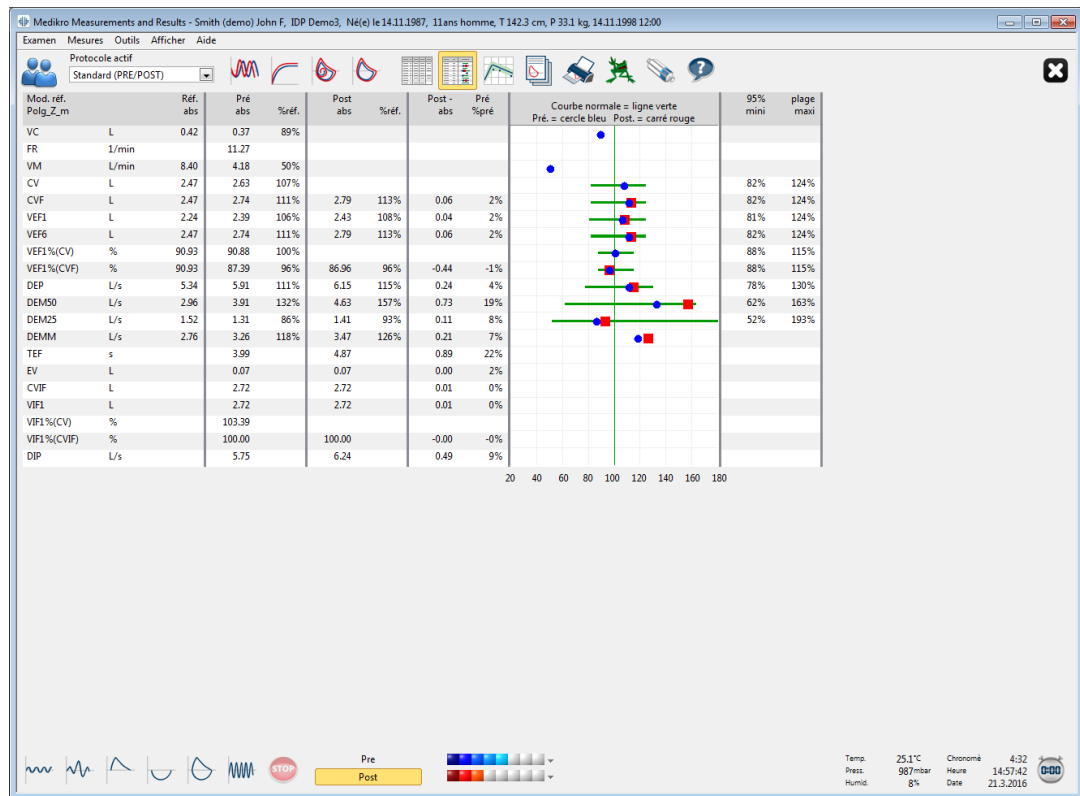 Medikro Measurements and Results - Smith (demo) John F, IDP Demo3, Né(e) le 14.11.1987, 11ans homme, T 142.3 cm, P 33.1 kg, 14.11.1998 12:00
Examen Mesures Outils Afficher Aide
Protocole actif
Standard (PRE/POST)
Mod. réf. Réf. Pré Post Post - Pré 95% plage
Polg_Z_m abs abs %réf. abs %réf. abs %pré mini maxi
Courbe normale = ligne verte
Pré. = cercle bleu Post. = carré rouge
VC L 0.42 0.37 89%
FR 1/min 11.27
VM L/min 8.40 4.18 50%
CV L 2.47 2.63 107% 82% 124%
CVF L 2.47 2.74 111% 2.79 113% 0.06 2% 82% 124%
VEF1 L 2.24 2.39 106% 2.43 108% 0.04 2% 81% 124%
VEF6 L 2.47 2.74 111% 2.79 113% 0.06 2% 82% 124%
VEF1%(CV) % 90.93 90.88 100% 88% 115%
VEF1%(CVF) % 90.93 87.39 96% 86.96 96% -0.44 -1% 88% 115%
DEP L/s 5.34 5.91 111% 6.15 115% 0.24 4% 78% 130%
DEM50 L/s 2.96 3.91 132% 4.63 157% 0.73 19% 62% 163%
DEM25 L/s 1.52 1.31 86% 1.41 93% 0.11 8% 52% 193%
DEMM L/s 2.76 3.26 118% 3.47 126% 0.21 7%
TEF s 3.99 4.87 0.89 22%
EV L 0.07 0.07 0.00 2%
CVIF L 2.72 2.72 0.01 0%
VIF1 L 2.72 2.72 0.01 0%
VIF1%(CV) % 103.39
VIF1%(CVIF) % 100.00 100.00 -0.00 -0%
DIP L/s 5.75 6.24 0.49 9%
20 40 60 80 100 120 140 160 180
STOP
Pre
Post
Temp. 25.1°C Chronomé 4:32
Press. 987mbar Heure 14:57:42
Humid. 8% Date 21.3.2016
0:00